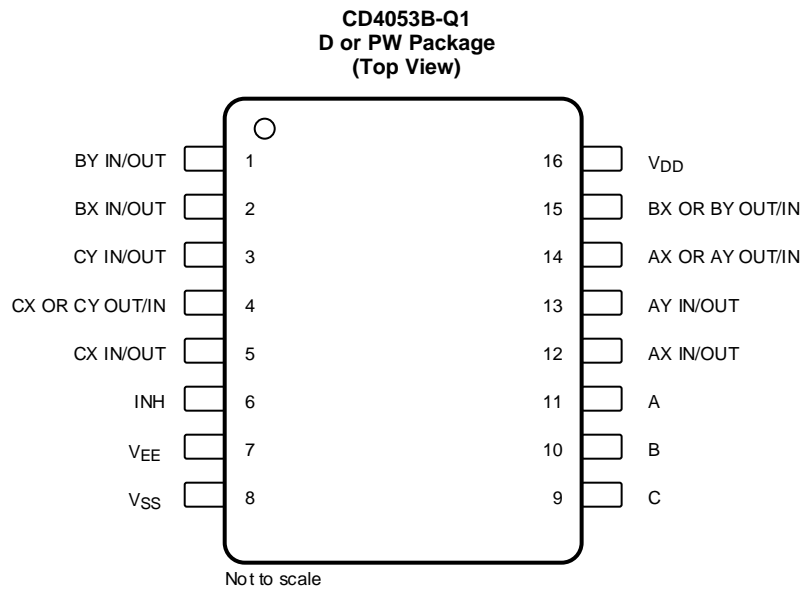 CD4053B-Q1
D or PW Package
(Top View)
BY IN/OUT 1 16 VDD
BX IN/OUT 2 15 BX OR BY OUT/IN
CY IN/OUT 3 14 AX OR AY OUT/IN
CX OR CY OUT/IN 4 13 AY IN/OUT
CX IN/OUT 5 12 AX IN/OUT
INH 6 11 A
VEE 7 10 B
VSS 8 9 C
Not to scale